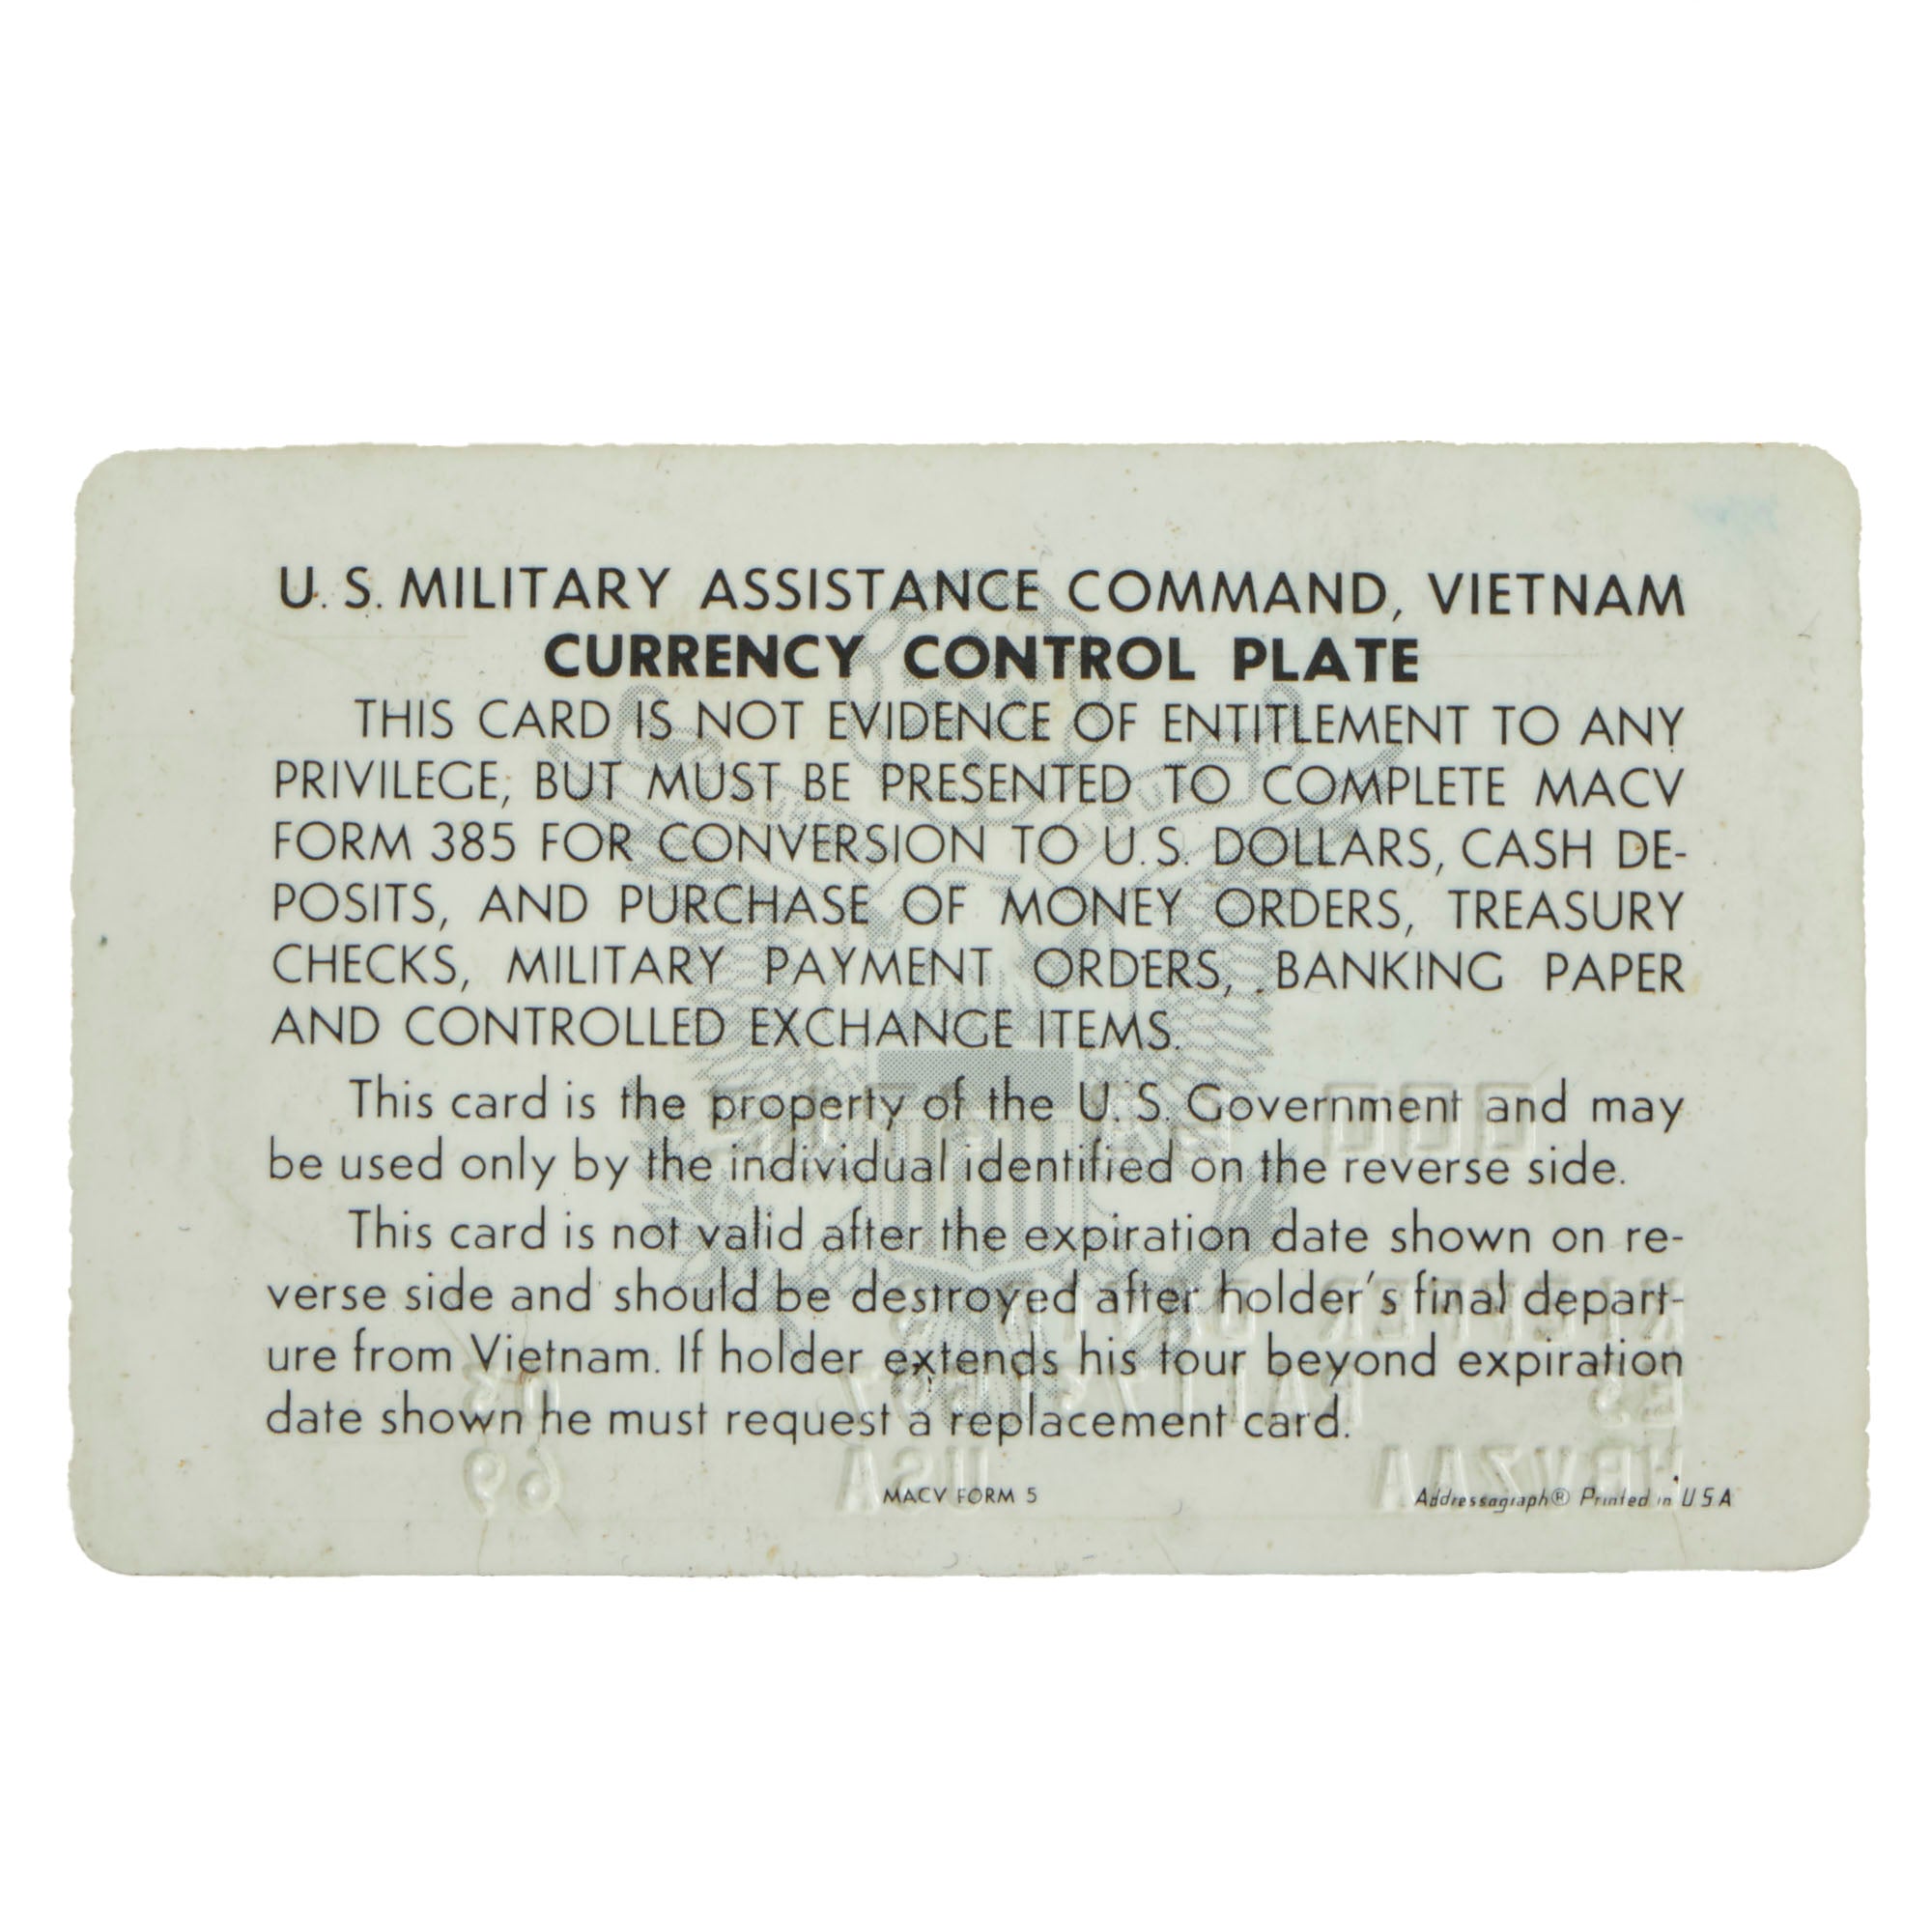 U.S. MILITARY ASSISTANCE COMMAND, VIETNAM
CURRENCY CONTROL PLATE
THIS CARD IS NOT EVIDENCE OF ENTITLEMENT TO ANY
PRIVILEGE, BUT MUST BE PRESENTED TO COMPLETE MACV
FORM 385 FOR CONVERSION TO U.S. DOLLARS, CASH DE-
POSITS, AND PURCHASE OF MONEY ORDERS, TREASURY
CHECKS, MILITARY PAYMENT ORDERS, BANKING PAPER
AND CONTROLLED EXCHANGE ITEMS.
This card is the property of the U.S. Government and may
be used only by the individual identified on the reverse side.
This card is not valid after the expiration date shown on re-
verse side and should be destroyed after holder's final depart-
ure from Vietnam. If holder extends his tour beyond expiration
date shown he must request a replacement card.
69 USA
MACV FORM 5 Addressograph® Printed in USA